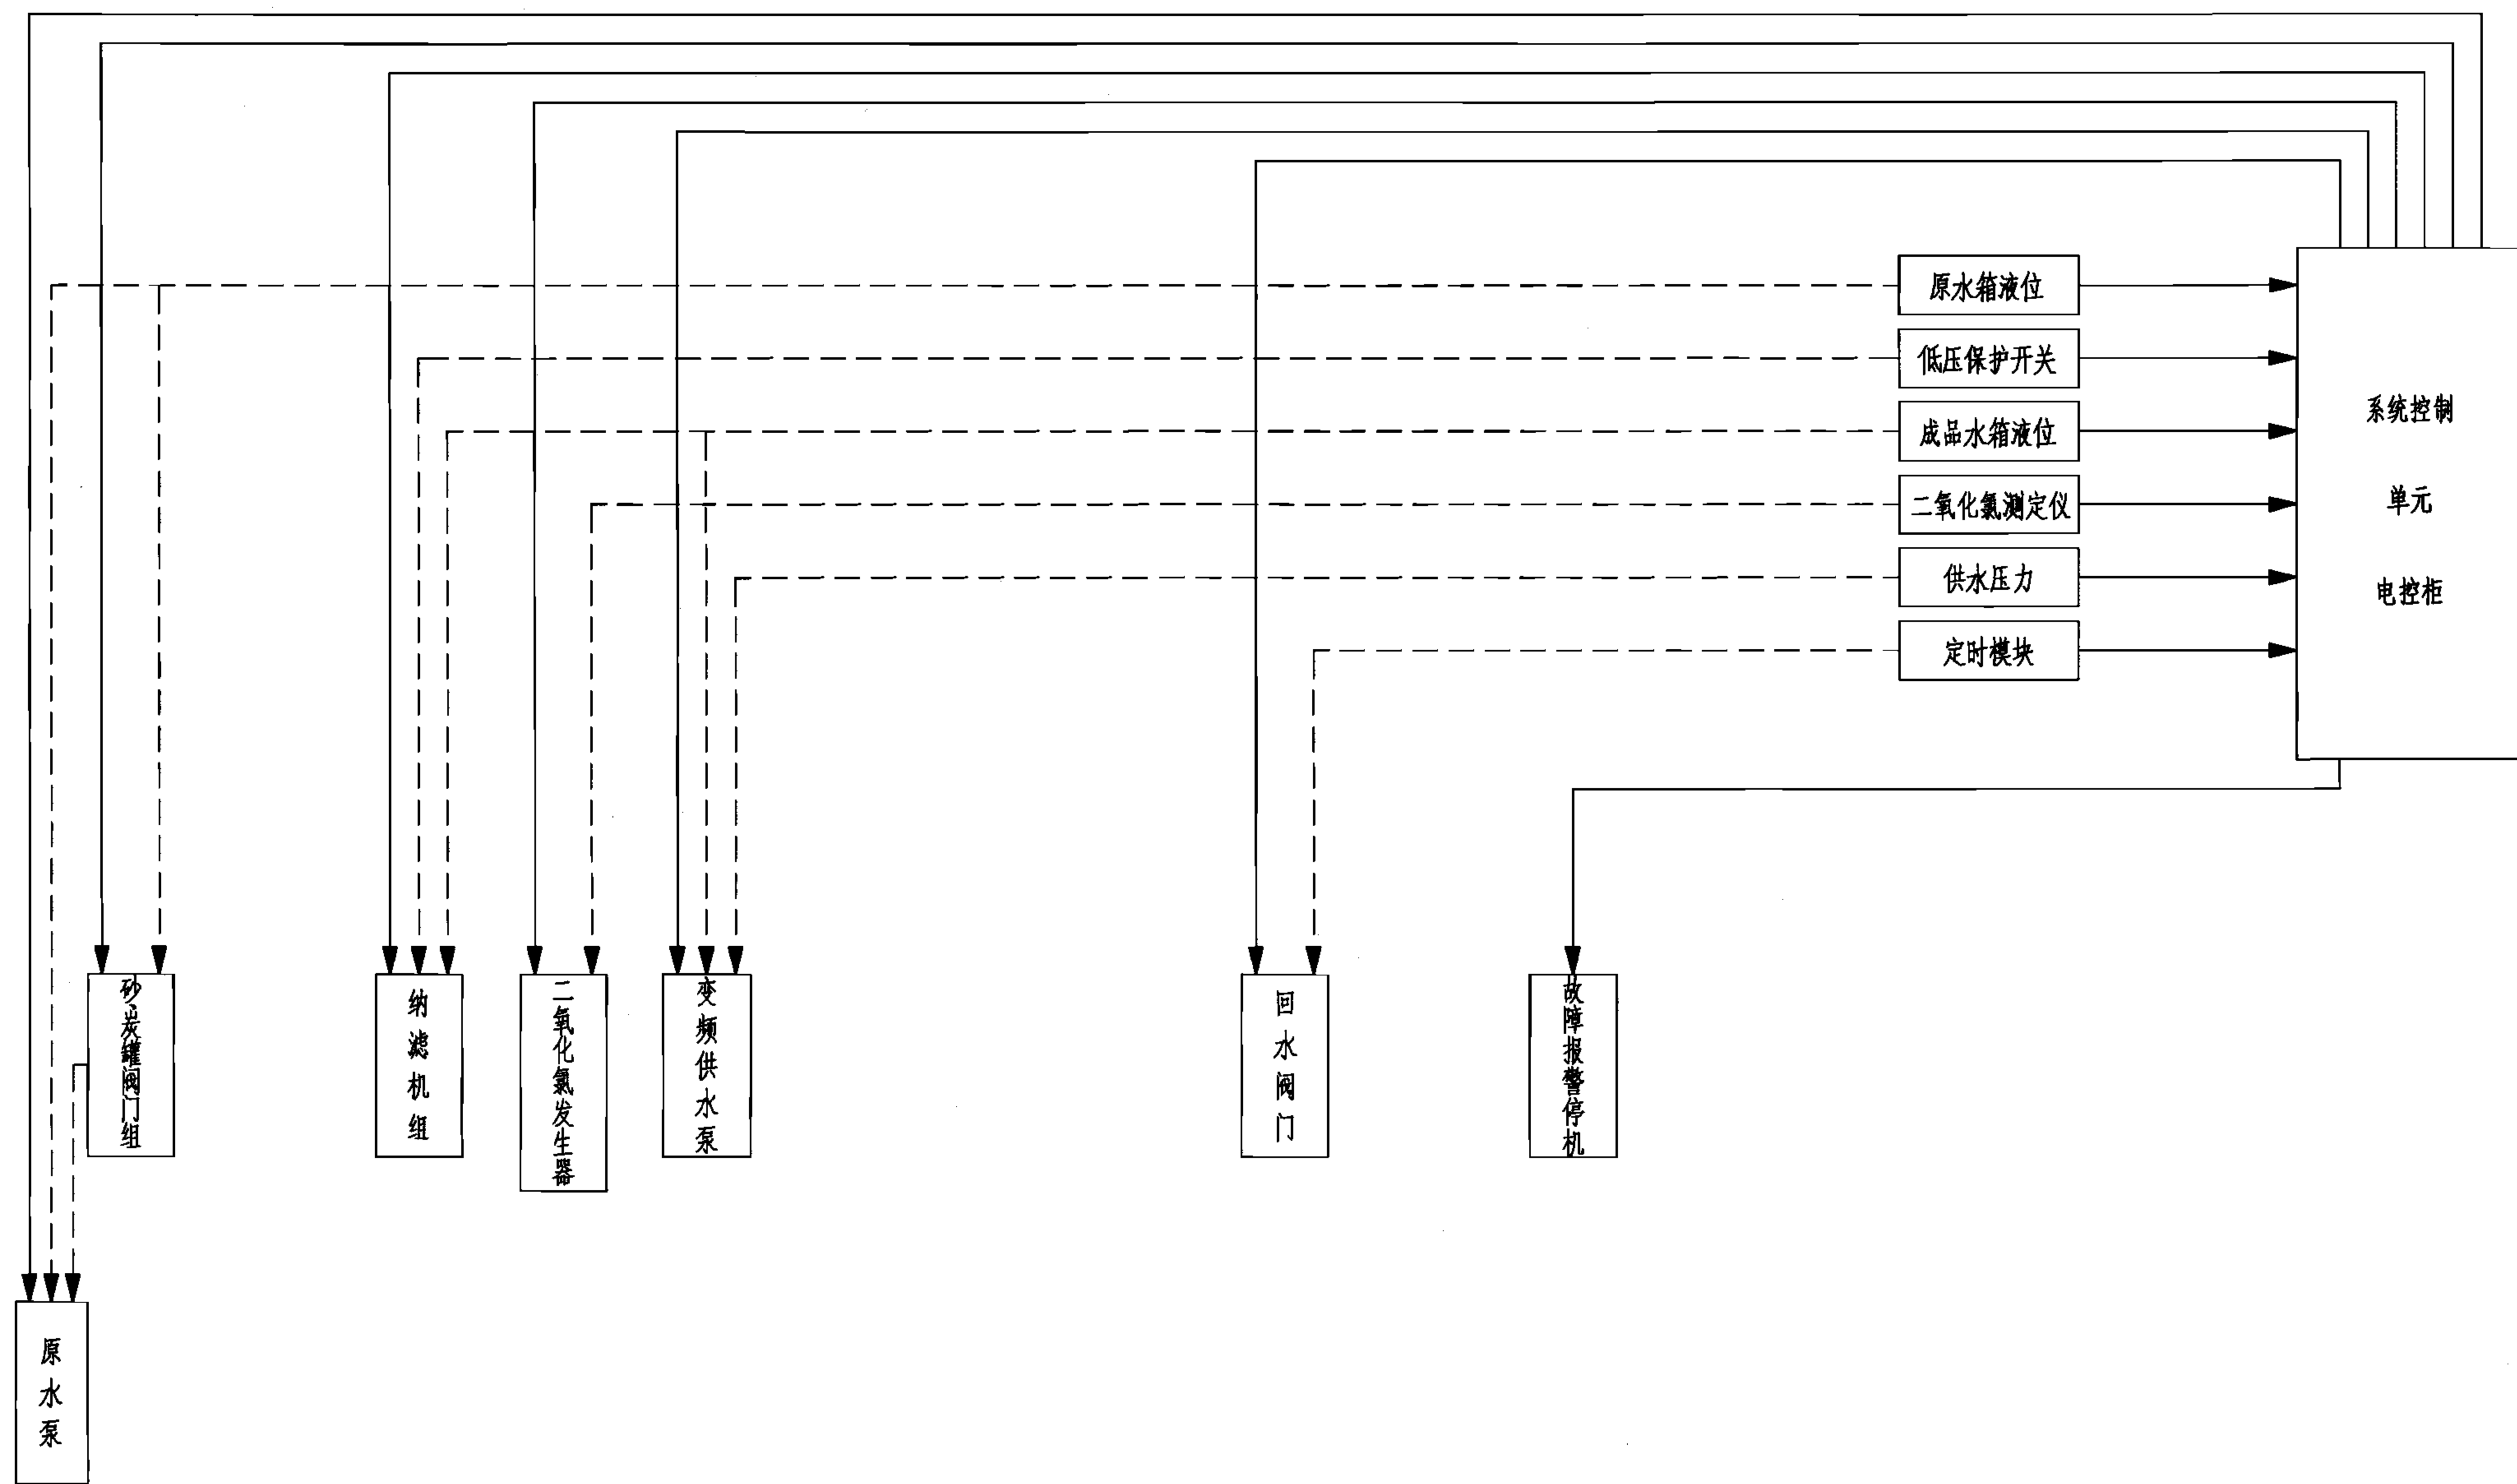 原水箱液位
低压保护开关
成品水箱液位
二氧化氯测定仪
供水压力
定时模块
系统控制
单元
电控柜
砂、炭罐阀门组
纳滤机组
二氧化氯发生器
变频供水泵
回水阀门
故障报警停机
原水泵